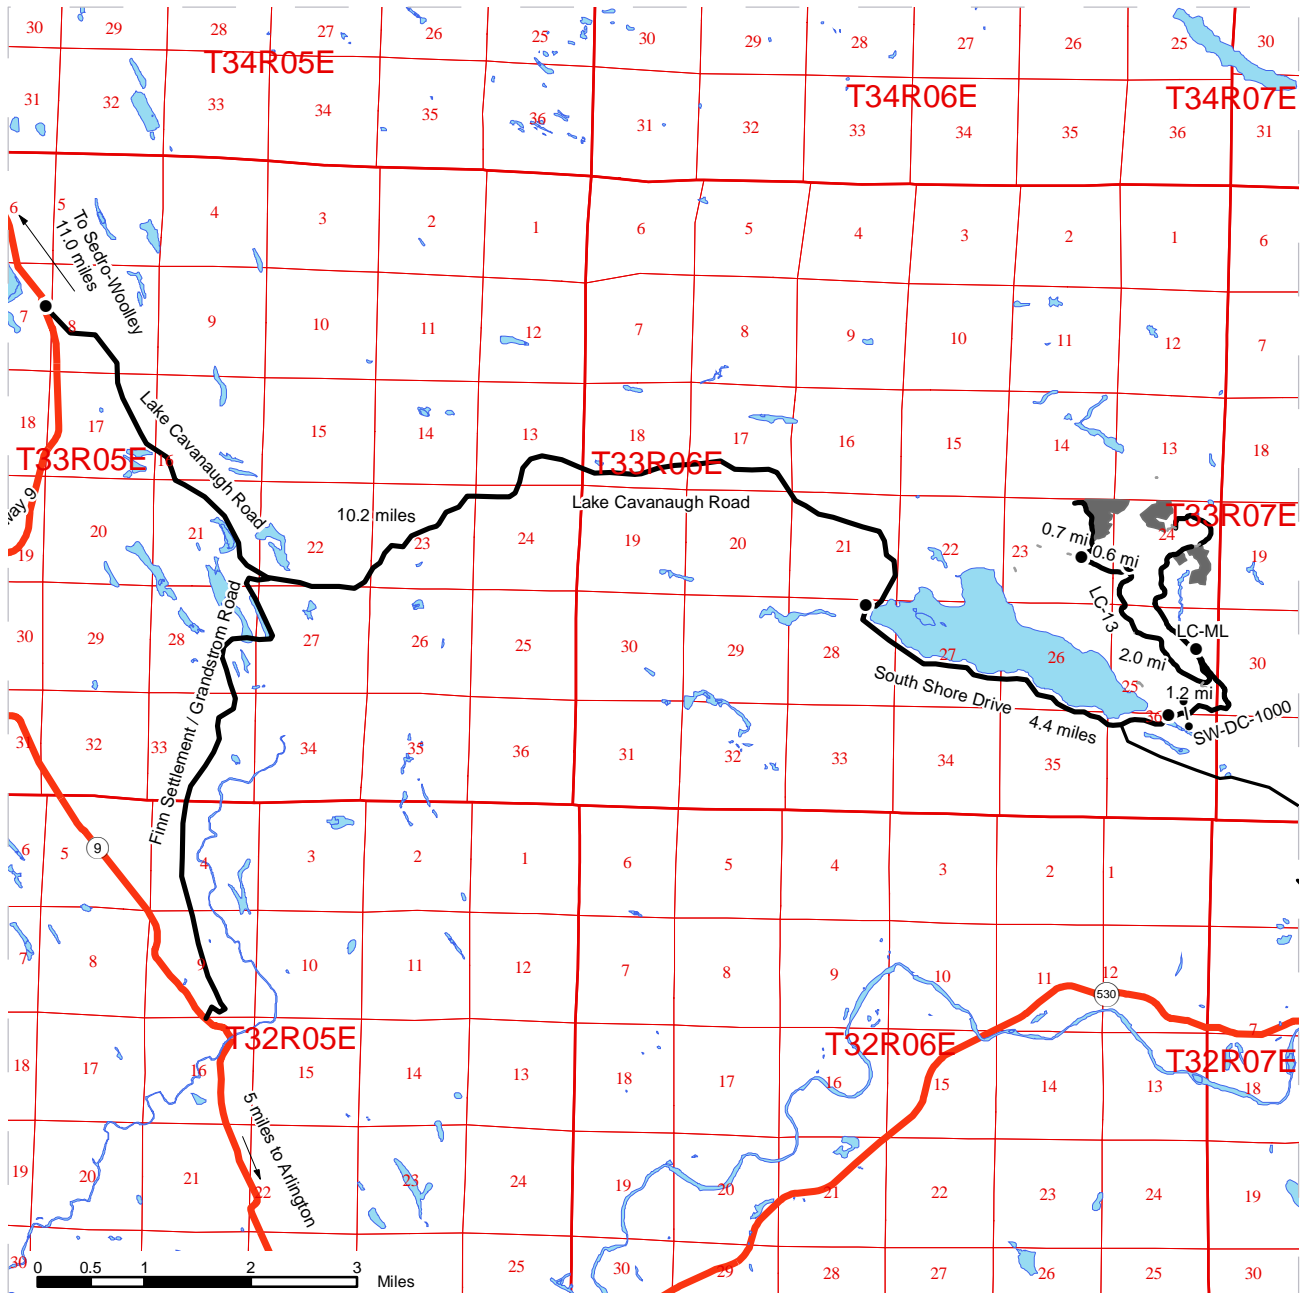 30 29 28 27 26 25 30 29 28 27 26 25 30
T34R05E
T34R06E
T34R07E
31 32 33 34 35 36 31 32 33 34 35 36 31
6 5 4 3 2 1 6 5 4 3 2 1 6
To Sedro-Woolley
11.0 miles
7 8 9 10 11 12 7 8 9 10 11 12 7
18 17 16 15 14 13 18 17 16 15 14 13 18
Lake Cavanaugh Road
T33R05E
T33R06E
Lake Cavanaugh Road
T33R07E
way 9
10.2 miles
19 20 21 22 23 24 19 20 21 22 23 24 19
0.7 mi
0.6 mi
LC-13
LC-ML
2.0 mi
1.2 mi
SW-DC-1000
30 29 28 27 26 25 30 29 28 27 26 25 30
South Shore Drive
4.4 miles
Finn Settlement / Grandstrom Road
31 32 33 34 35 36 31 32 33 34 35 36
9
6 5 4 3 2 1 6 5 4 3 2 1
7 8 9 10 11 12 7 8 9 10 11 12 7
530
T32R05E
T32R06E
T32R07E
18 17 16 15 14 13 18 17 16 15 14 13 18
5 miles to Arlington
19 20 21 22 23 24 19 20 21 22 23 24 19
30 25 30 29 28 27 26 25 30
0 0.5 1 2 3 Miles